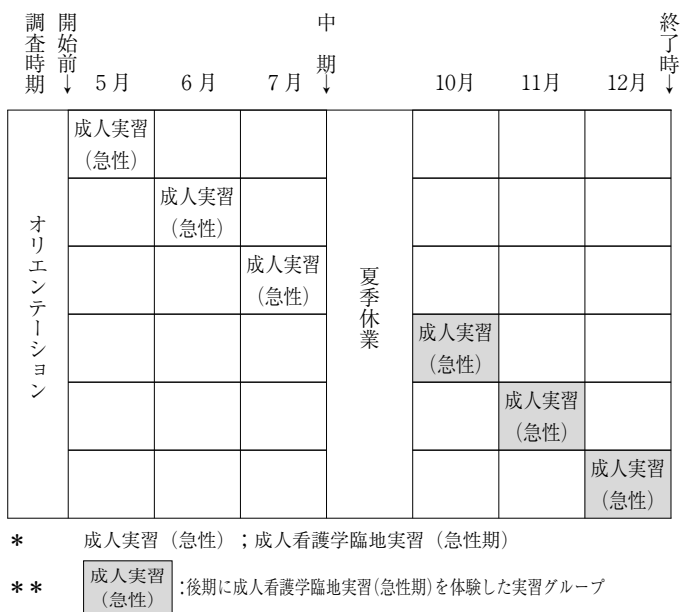 調査時期
開始前↓
5月
6月
7月
中期↓
10月
11月
12月
終了時↓
オリエンテーション
成人実習
(急性)
成人実習
(急性)
成人実習
(急性)
夏季休業
成人実習
(急性)
成人実習
(急性)
成人実習
(急性)
* 成人実習(急性);成人看護学臨地実習(急性期)
** 成人実習
(急性)
:後期に成人看護学臨地実習(急性期)を体験した実習グループ